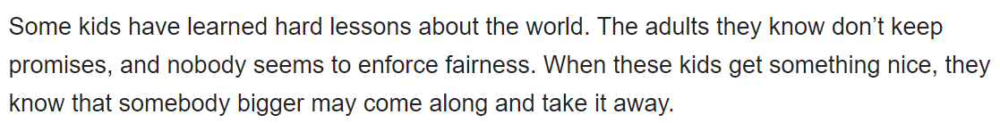 Some kids have learned hard lessons about the world. The adults they know don’t keep
promises, and nobody seems to enforce fairness. When these kids get something nice, they
know that somebody bigger may come along and take it away.